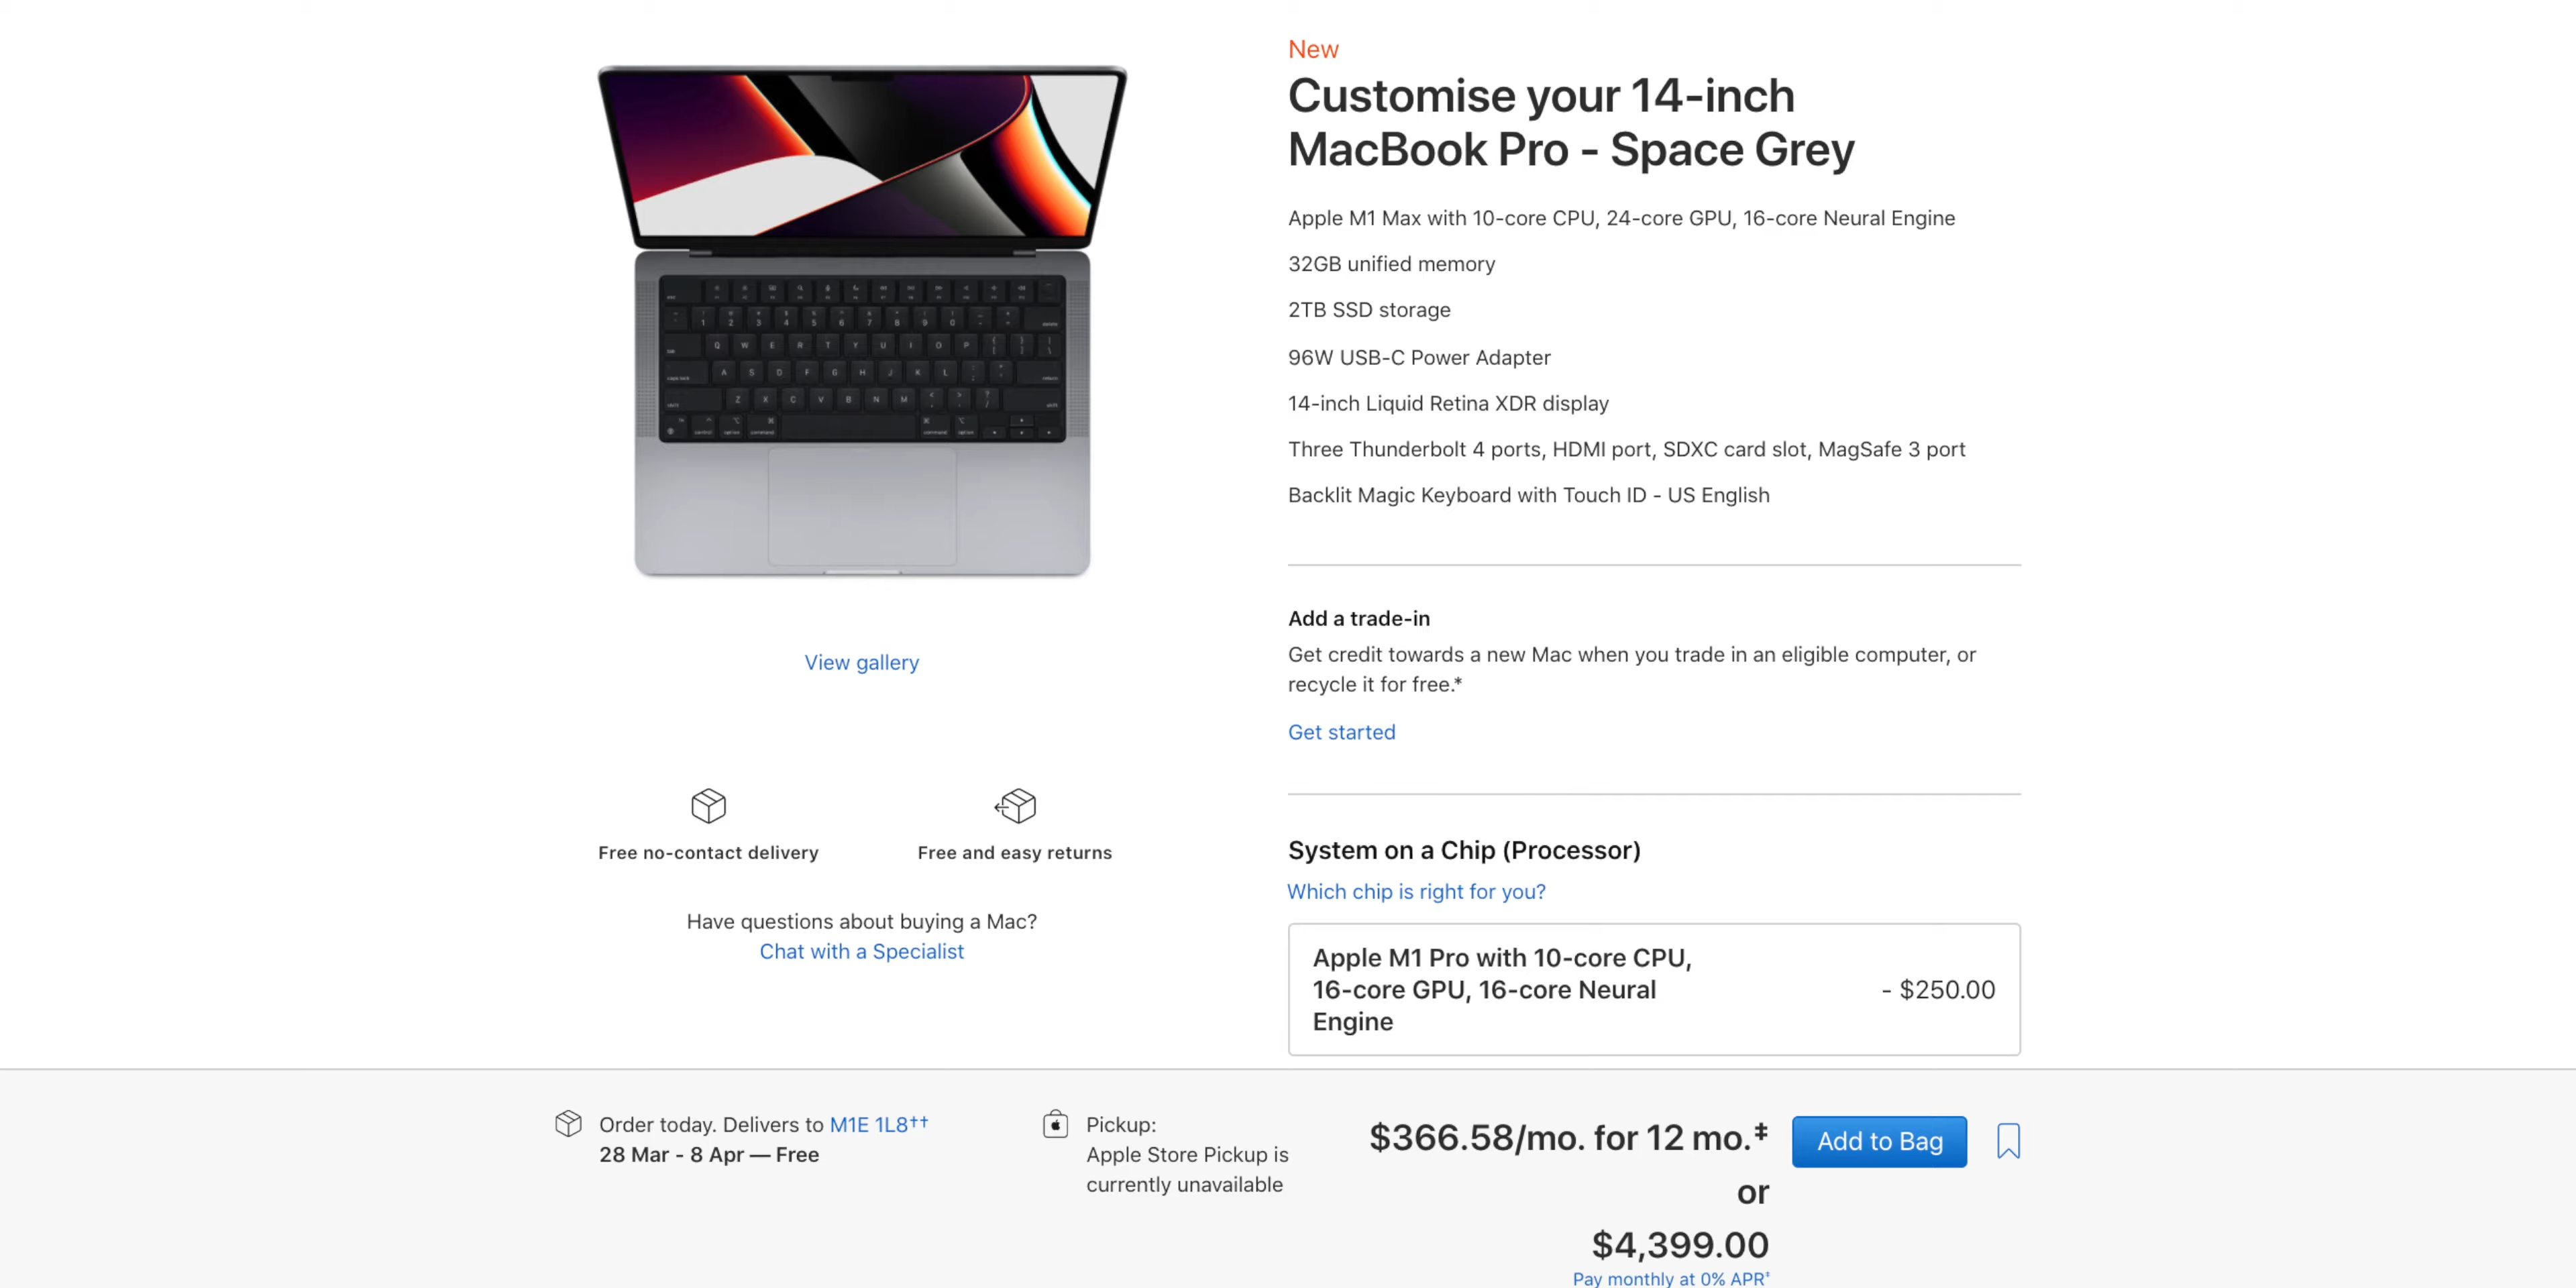 New
Customise your 14-inch
MacBook Pro - Space Grey
Apple M1 Max with 10-core CPU, 24-core GPU, 16-core Neural Engine
32GB unified memory
2TB SSD storage
96W USB-C Power Adapter
14-inch Liquid Retina XDR display
Three Thunderbolt 4 ports, HDMI port, SDXC card slot, MagSafe 3 port
Backlit Magic Keyboard with Touch ID - US English
Add a trade-in
Get credit towards a new Mac when you trade in an eligible computer, or
recycle it for free.*
Get started
View gallery
Free no-contact delivery
Free and easy returns
Have questions about buying a Mac?
Chat with a Specialist
System on a Chip (Processor)
Which chip is right for you?
Apple M1 Pro with 10-core CPU,
16-core GPU, 16-core Neural
Engine
- $250.00
Order today. Delivers to M1E 1L8††
28 Mar - 8 Apr — Free
Pickup:
Apple Store Pickup is
currently unavailable
$366.58/mo. for 12 mo.‡
or
$4,399.00
Pay monthly at 0% APR‡
Add to Bag